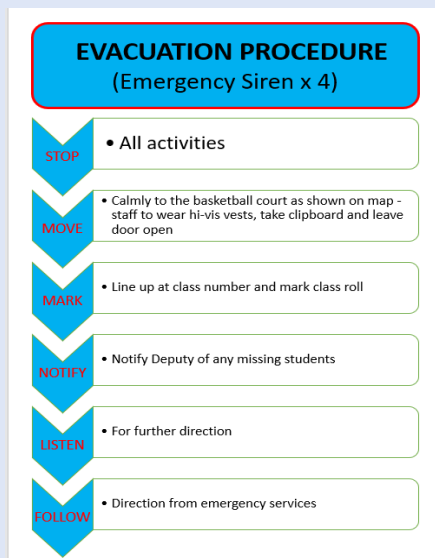 EVACUATION PROCEDURE
(Emergency Siren x 4)
STOP
• All activities
MOVE
• Calmly to the basketball court as shown on map -
staff to wear hi-vis vests, take clipboard and leave
door open
MARK
• Line up at class number and mark class roll
NOTIFY
• Notify Deputy of any missing students
LISTEN
• For further direction
FOLLOW
• Direction from emergency services